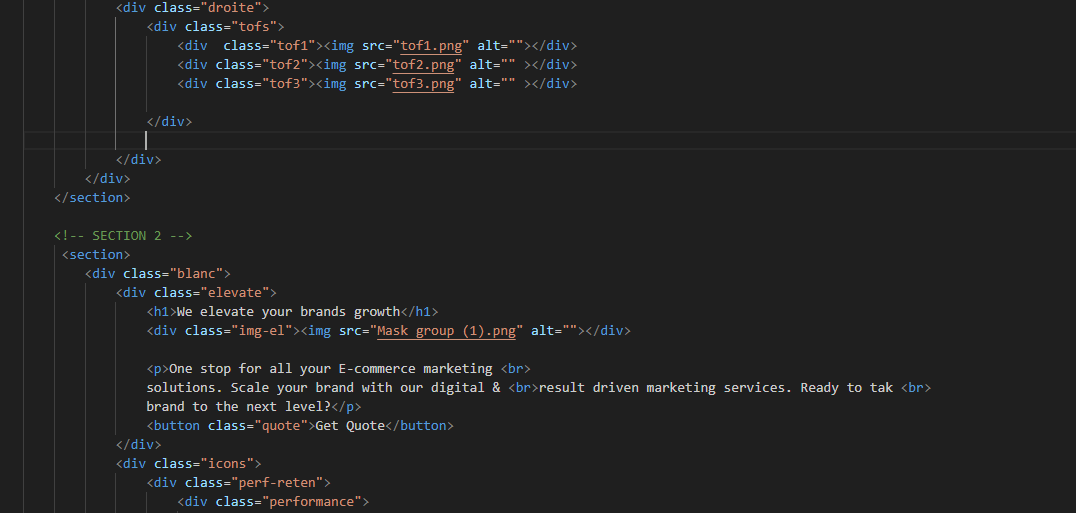 <div class="droite">
<div class="tofs">
<div  class="tof1"><img src="tof1.png" alt=""></div>
<div class="tof2"><img src="tof2.png" alt="" ></div>
<div class="tof3"><img src="tof3.png" alt="" ></div>
</div>
</div>
</div>
</section>
<!-- SECTION 2 -->
<section>
<div class="blanc">
<div class="elevate">
<h1>We elevate your brands growth</h1>
<div class="img-el"><img src="Mask group (1).png" alt=""></div>
<p>One stop for all your E-commerce marketing <br>
solutions. Scale your brand with our digital & <br>result driven marketing services. Ready to tak <br>
brand to the next level?</p>
<button class="quote">Get Quote</button>
</div>
<div class="icons">
<div class="perf-reten">
<div class="performance">